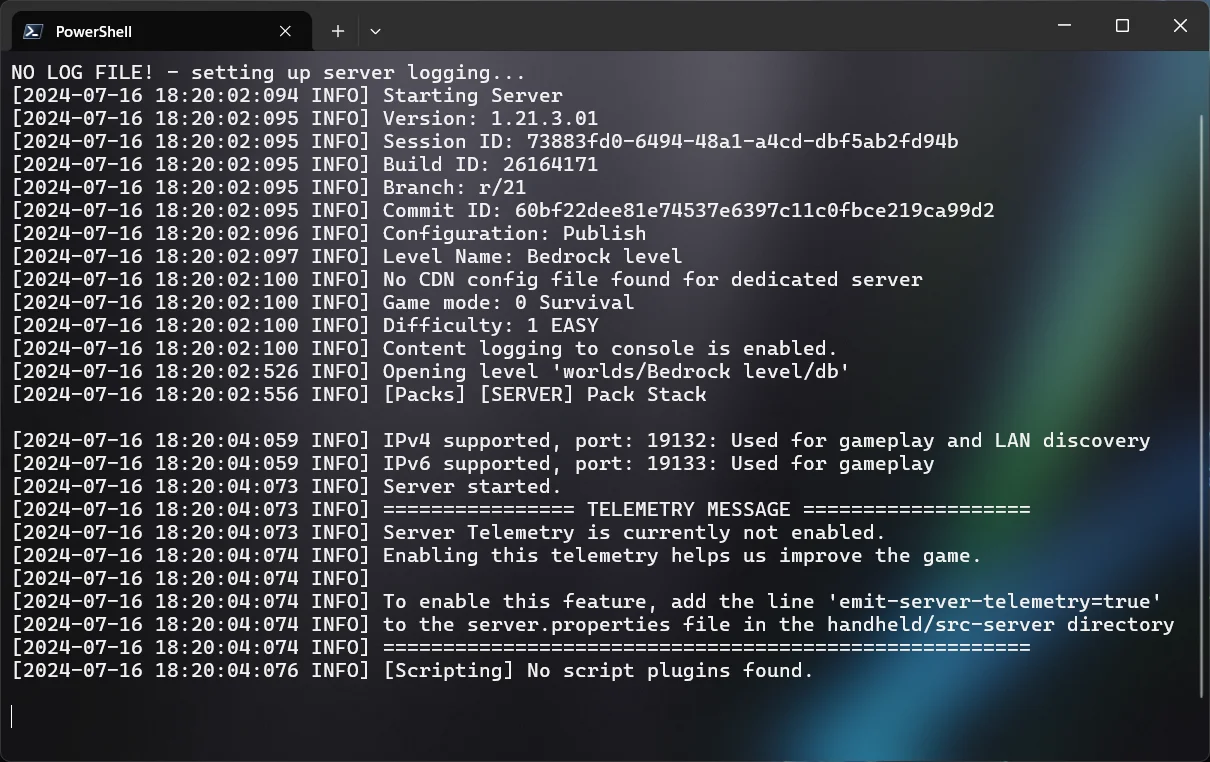 PowerShell
NO LOG FILE! - setting up server logging...
[2024-07-16 18:20:02:094 INFO] Starting Server
[2024-07-16 18:20:02:095 INFO] Version: 1.21.3.01
[2024-07-16 18:20:02:095 INFO] Session ID: 73883fd0-6494-48a1-a4cd-dbf5ab2fd94b
[2024-07-16 18:20:02:095 INFO] Build ID: 26164171
[2024-07-16 18:20:02:095 INFO] Branch: r/21
[2024-07-16 18:20:02:095 INFO] Commit ID: 60bf22dee81e74537e6397c11c0fbce219ca99d2
[2024-07-16 18:20:02:096 INFO] Configuration: Publish
[2024-07-16 18:20:02:097 INFO] Level Name: Bedrock level
[2024-07-16 18:20:02:100 INFO] No CDN config file found for dedicated server
[2024-07-16 18:20:02:100 INFO] Game mode: 0 Survival
[2024-07-16 18:20:02:100 INFO] Difficulty: 1 EASY
[2024-07-16 18:20:02:100 INFO] Content logging to console is enabled.
[2024-07-16 18:20:02:526 INFO] Opening level 'worlds/Bedrock level/db'
[2024-07-16 18:20:02:556 INFO] [Packs] [SERVER] Pack Stack
[2024-07-16 18:20:04:059 INFO] IPv4 supported, port: 19132: Used for gameplay and LAN discovery
[2024-07-16 18:20:04:059 INFO] IPv6 supported, port: 19133: Used for gameplay
[2024-07-16 18:20:04:073 INFO] Server started.
[2024-07-16 18:20:04:073 INFO] ================ TELEMETRY MESSAGE ===================
[2024-07-16 18:20:04:073 INFO] Server Telemetry is currently not enabled.
[2024-07-16 18:20:04:074 INFO] Enabling this telemetry helps us improve the game.
[2024-07-16 18:20:04:074 INFO]
[2024-07-16 18:20:04:074 INFO] To enable this feature, add the line 'emit-server-telemetry=true'
[2024-07-16 18:20:04:074 INFO] to the server.properties file in the handheld/src-server directory
[2024-07-16 18:20:04:074 INFO] ======================================================
[2024-07-16 18:20:04:076 INFO] [Scripting] No script plugins found.